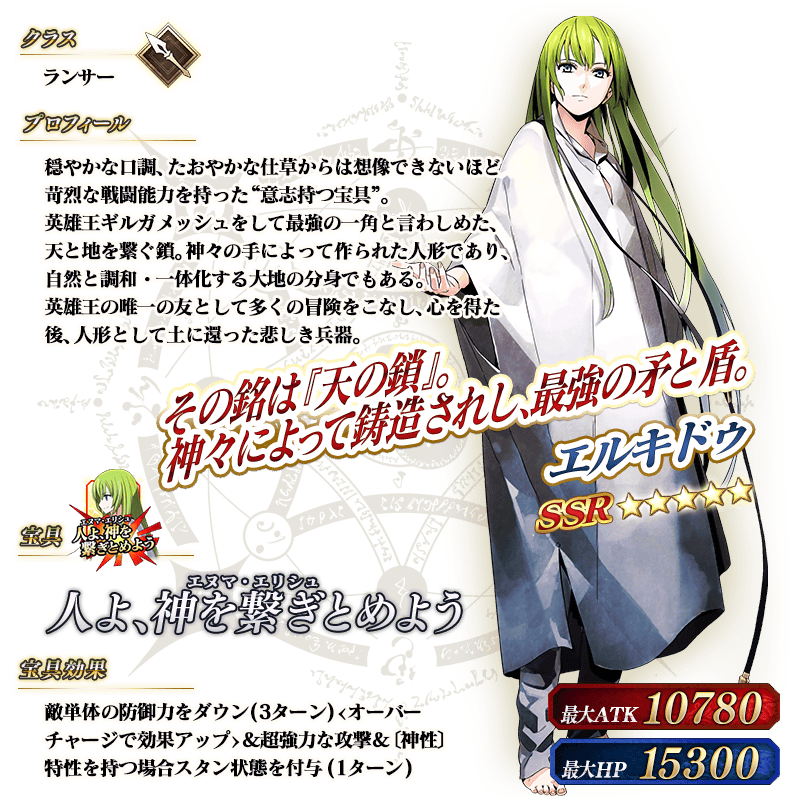 クラス
ランサー
プロフィール
穏やかな口調、たおやかな仕草からは想像できないほど
苛烈な戦闘能力を持った“意志持つ宝具”。
英雄王ギルガメッシュをして最強の一角と言わしめた、
天と地を繋ぐ鎖。神々の手によって作られた人形であり、
自然と調和・一体化する大地の分身でもある。
英雄王の唯一の友として多くの冒険をこなし、心を得た
後、人形として土に還った悲しき兵器。
その銘は『天の鎖』。
神々によって鋳造されし、最強の矛と盾。
エルキドゥ
SSR ★★★★★
宝具
エヌマ・エリシュ
人よ、神を
繋ぎとめよう
エヌマ・エリシュ
人よ、神を繋ぎとめよう
宝具効果
敵単体の防御力をダウン(3ターン)<オーバー
チャージで効果アップ>&超強力な攻撃&〔神性〕
特性を持つ場合スタン状態を付与(1ターン)
最大ATK 10780
最大HP 15300